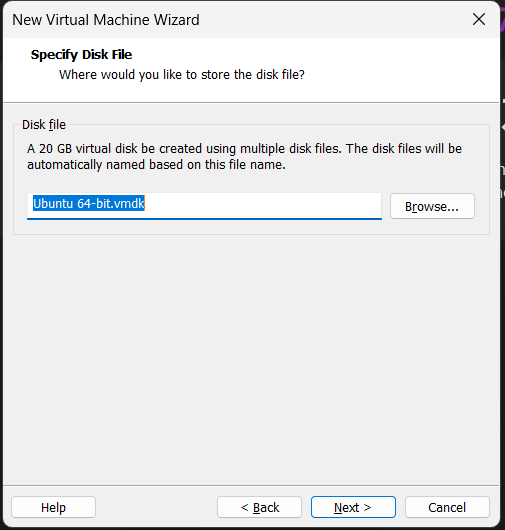 New Virtual Machine Wizard
Specify Disk File
Where would you like to store the disk file?
Disk file
A 20 GB virtual disk be created using multiple disk files. The disk files will be
automatically named based on this file name.
Ubuntu 64-bit.vmdk
Browse...
Help
< Back
Next >
Cancel